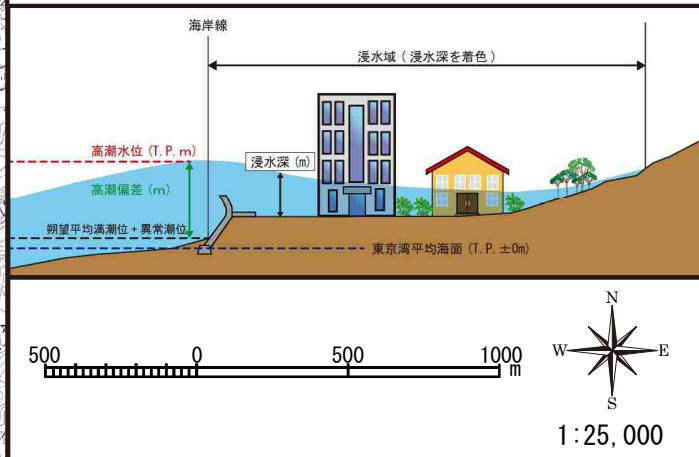 海岸線
浸水域(浸水深を着色)
高潮水位(T.P.m)
浸水深(m)
高潮偏差(m)
朔望平均満潮位+異常潮位
東京湾平均海面(T.P.±0m)
500 0 500 1000
m
N
W E
S
1:25,000